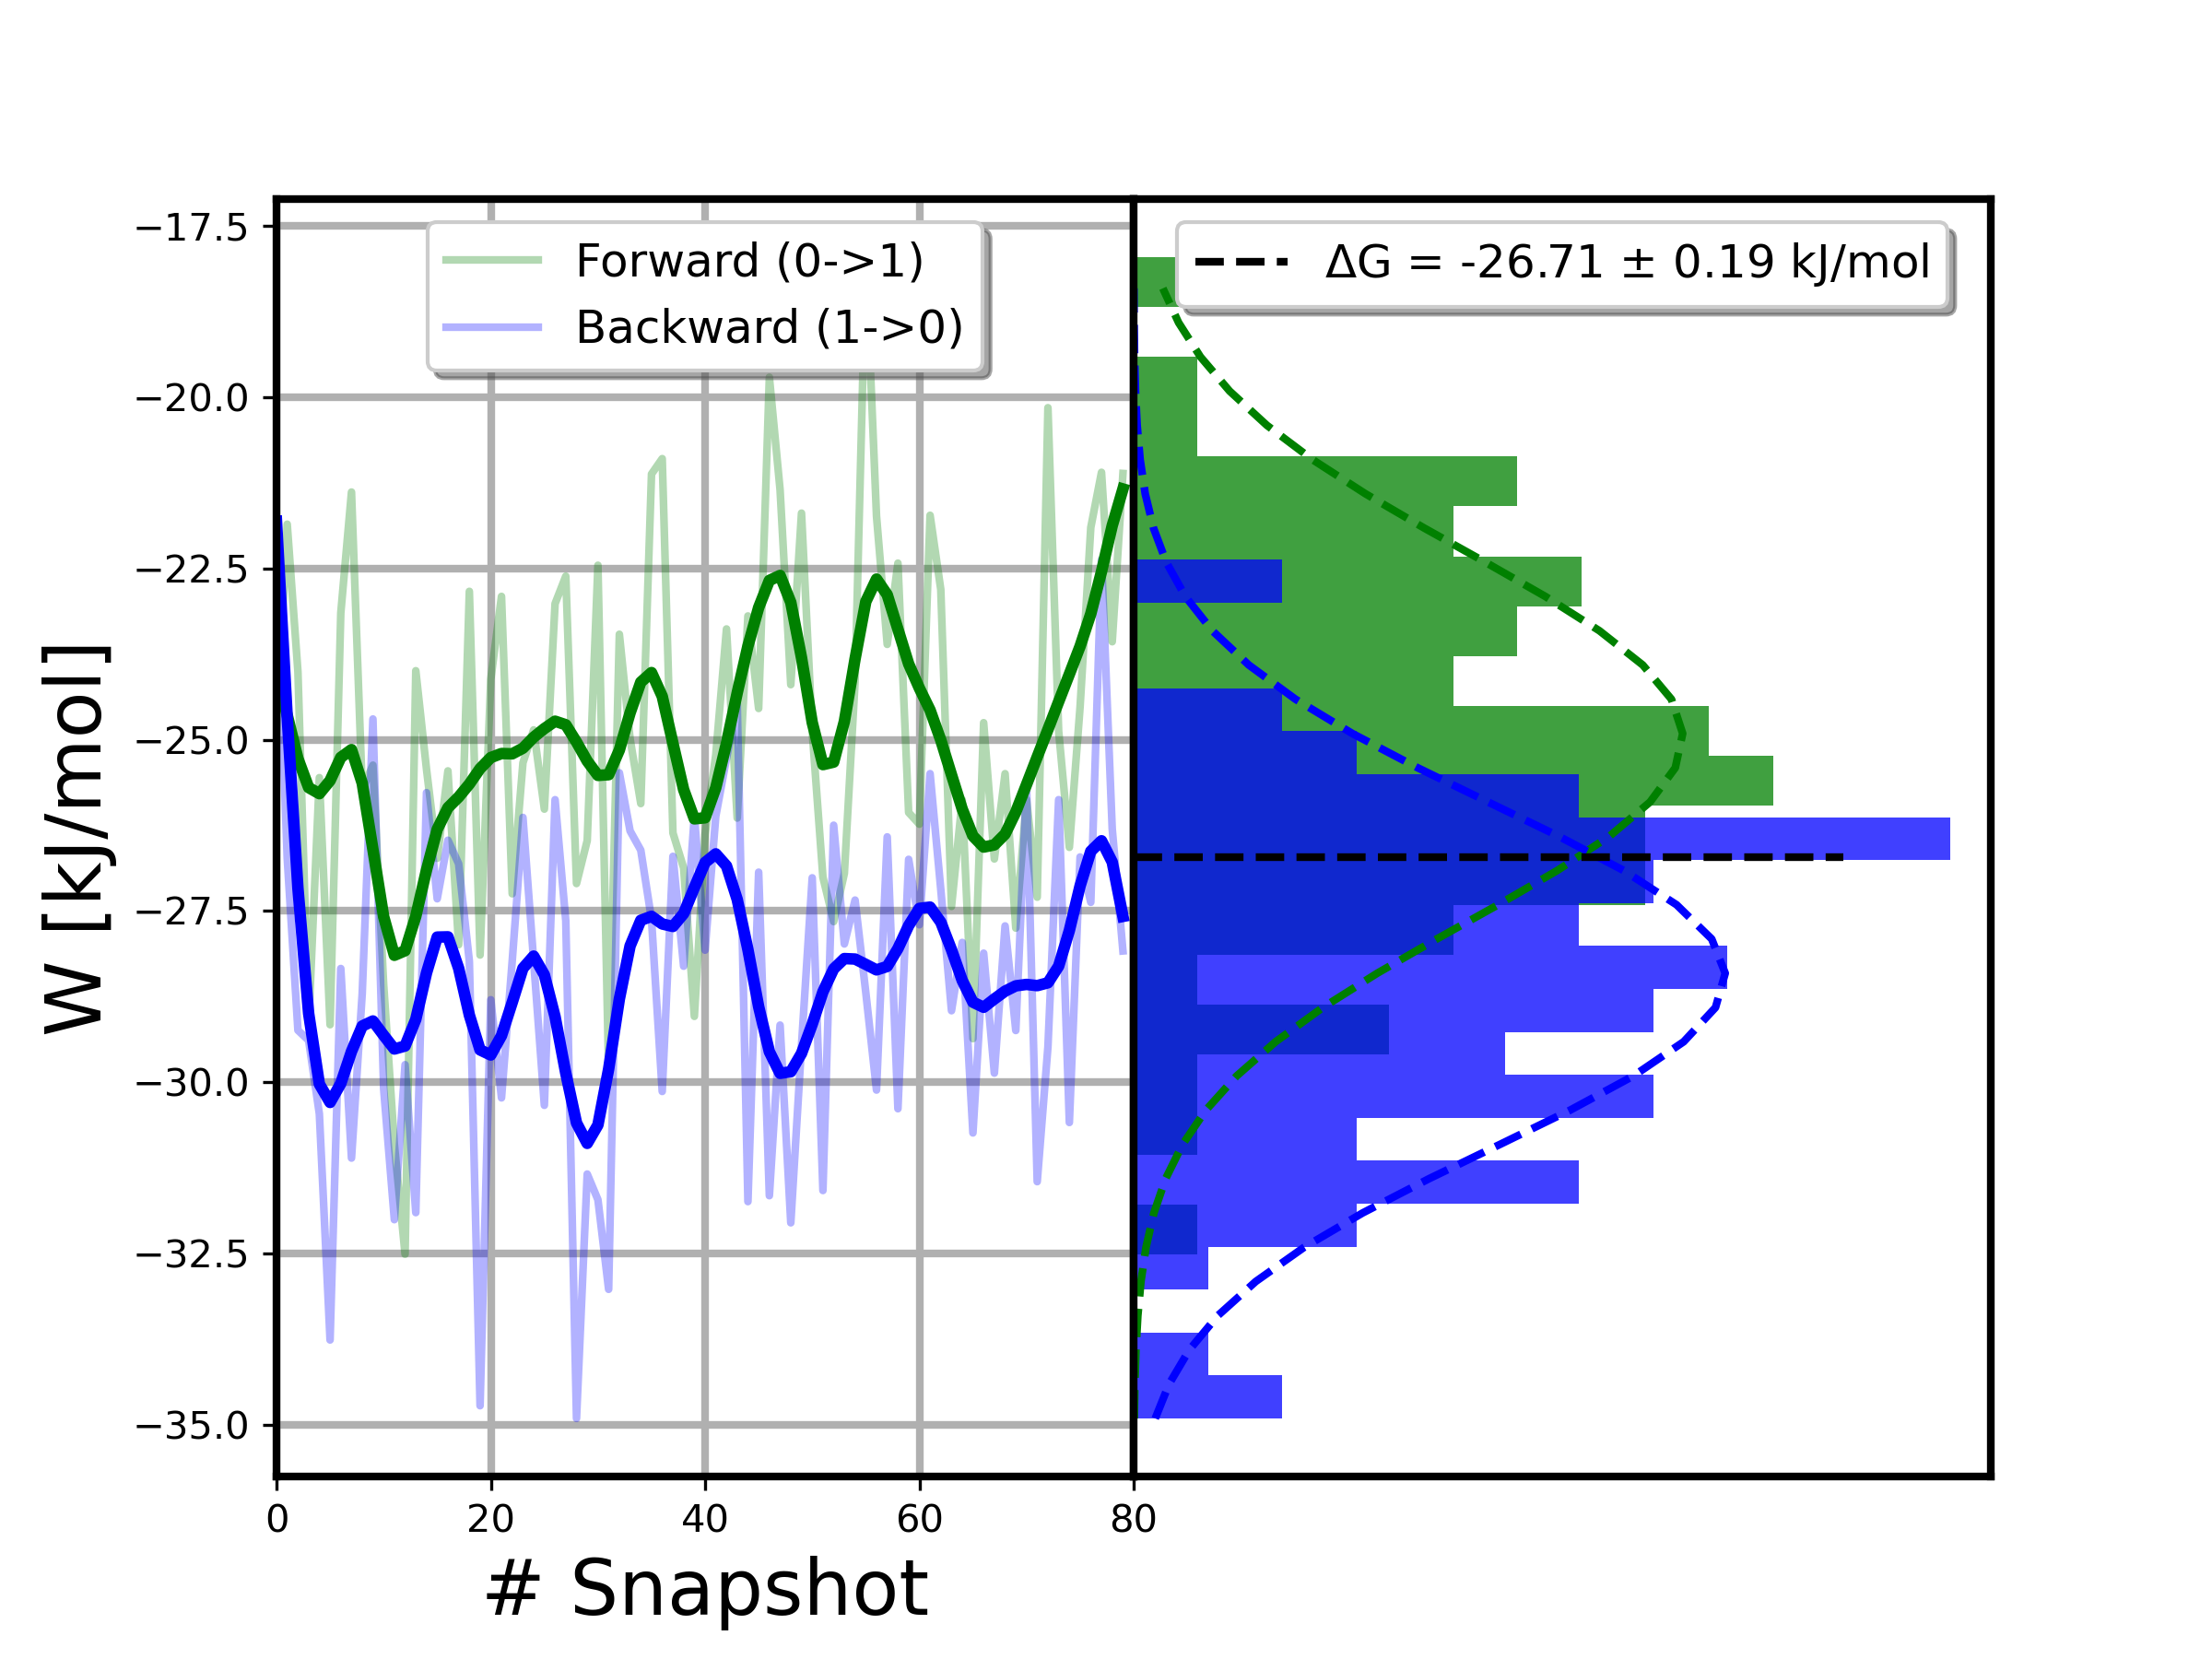 W [kJ/mol]
−17.5
−20.0
−22.5
−25.0
−27.5
−30.0
−32.5
−35.0
Forward (0->1)
Backward (1->0)
0
20
40
60
80
# Snapshot
ΔG = -26.71 ± 0.19 kJ/mol